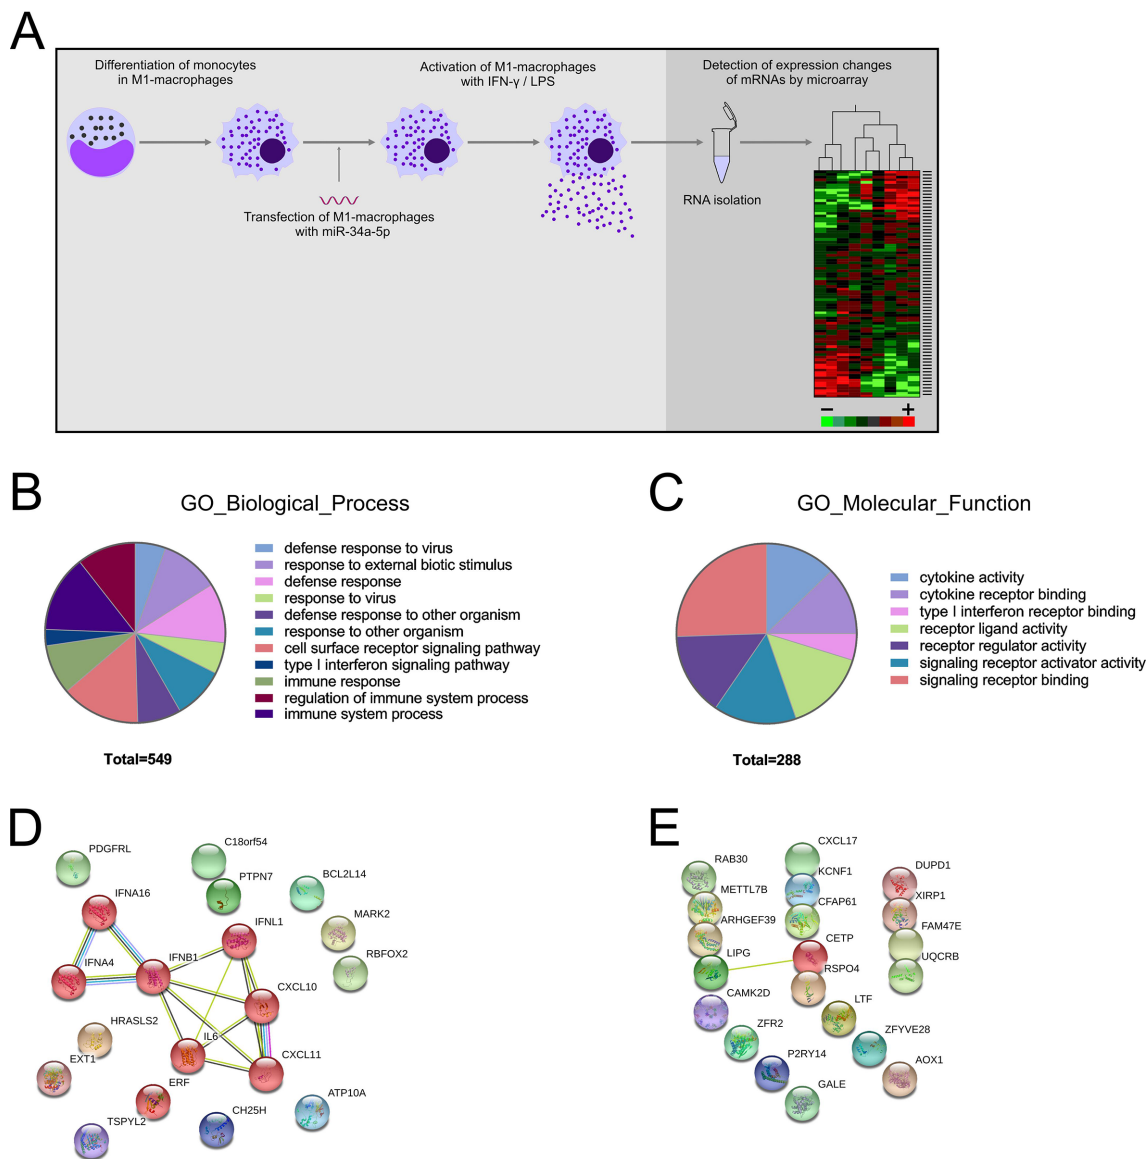 A
Differentiation of monocytes
in M1-macrophages
Activation of M1-macrophages
with IFN-γ / LPS
Detection of expression changes
of mRNAs by microarray
RNA isolation
Transfection of M1-macrophages
with miR-34a-5p
− +
B
GO_Biological_Process
defense response to virus
response to external biotic stimulus
defense response
response to virus
defense response to other organism
response to other organism
cell surface receptor signaling pathway
type I interferon signaling pathway
immune response
regulation of immune system process
immune system process
Total=549
C
GO_Molecular_Function
cytokine activity
cytokine receptor binding
type I interferon receptor binding
receptor ligand activity
receptor regulator activity
signaling receptor activator activity
signaling receptor binding
Total=288
D
PDGFRL
C18orf54
PTPN7
BCL2L14
IFNA16
IFNL1
MARK2
IFNA4
IFNB1
RBFOX2
CXCL10
HRASLS2
IL6
EXT1
CXCL11
ERF
ATP10A
TSPYL2
CH25H
E
CXCL17
RAB30
KCNF1
DUPD1
METTL7B
CFAP61
XIRP1
ARHGEF39
FAM47E
CETP
LIPG
UQCRB
RSPO4
CAMK2D
LTF
ZFR2
ZFYVE28
P2RY14
AOX1
GALE